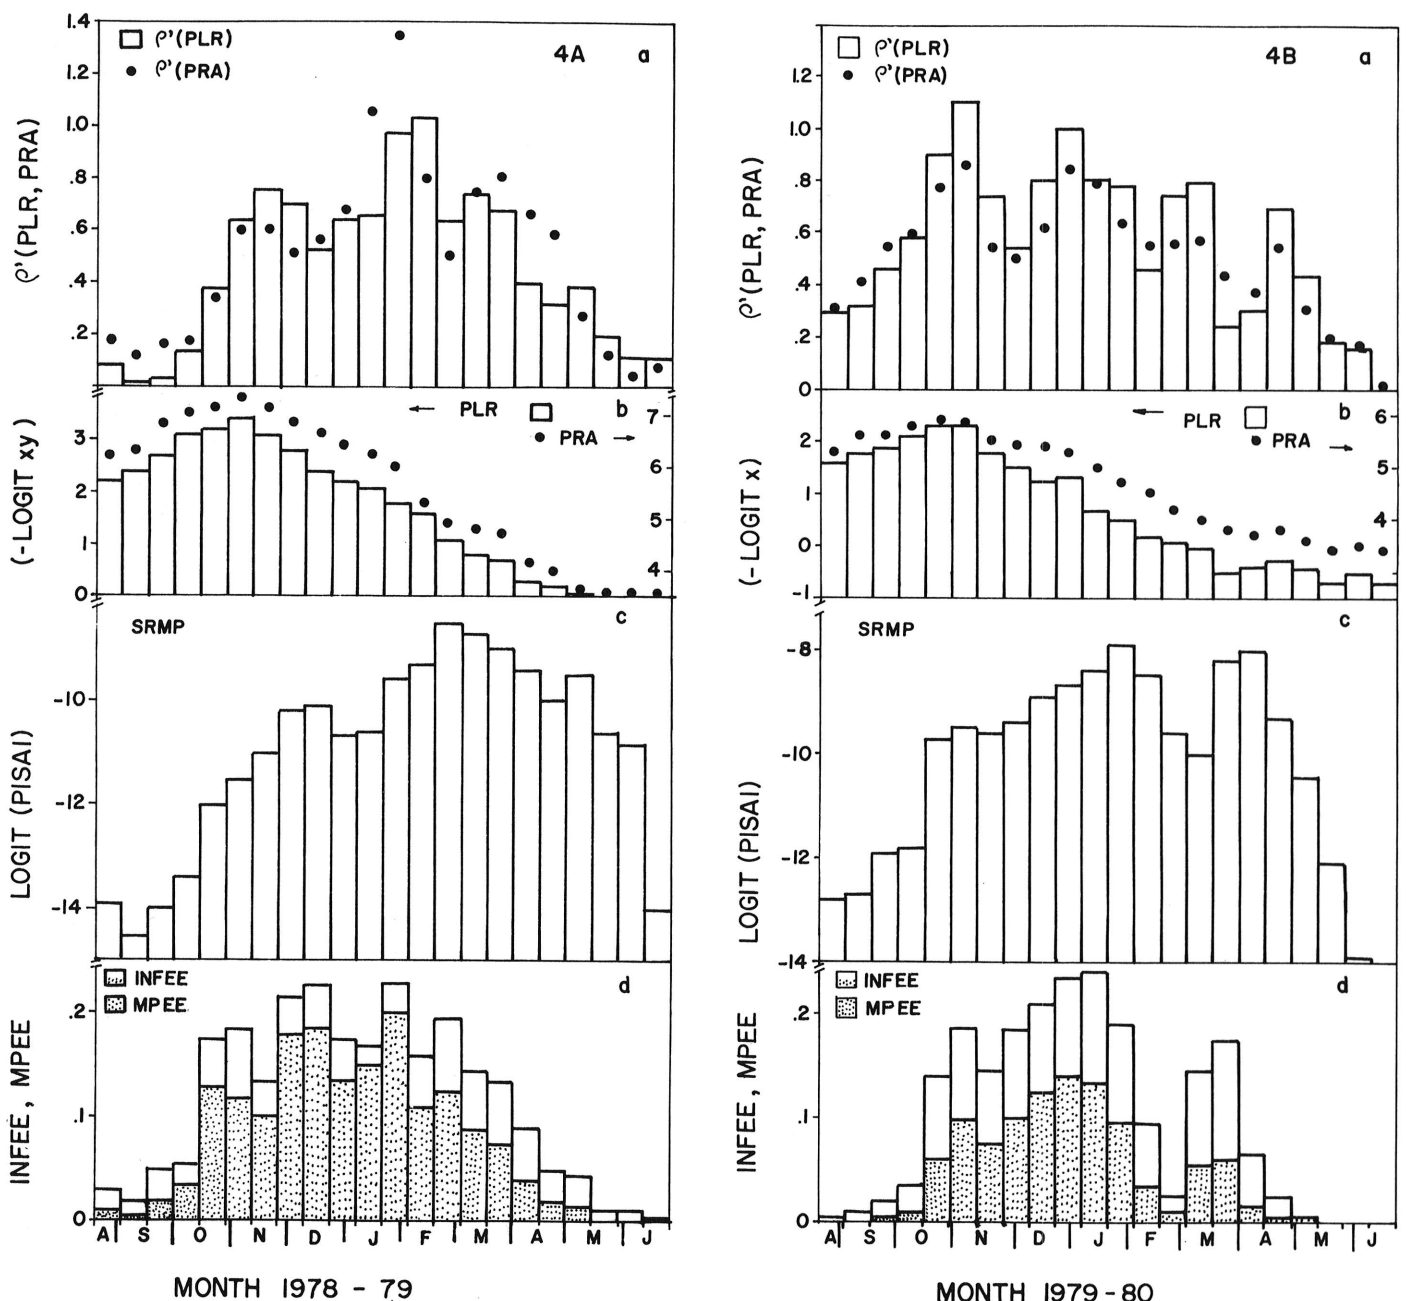 1.4
ρ'(PLR)
ρ'(PRA)
4A a
1.2
1.0
.8
.6
.4
.2
ρ'(PLR, PRA)
PLR b 7
PRA
3
2
1
0
6
5
4
(-LOGIT xy)
SRMP c
-10
-12
-14
LOGIT (PISAI)
INFEE d
MPEE
.2
.1
0
INFEE, MPEE
A S O N D J F M A M J
MONTH 1978 - 79
ρ'(PLR)
ρ'(PRA)
4B a
1.2
1.0
.8
.6
.4
.2
0
ρ'(PLR, PRA)
PLR b 6
PRA
2
1
0
-1
5
4
(-LOGIT x)
SRMP c
-8
-10
-12
-14
LOGIT (PISAI)
INFEE d
MPEE
.2
.1
0
INFEE, MPEE
A S O N D J F M A M J
MONTH 1979-80